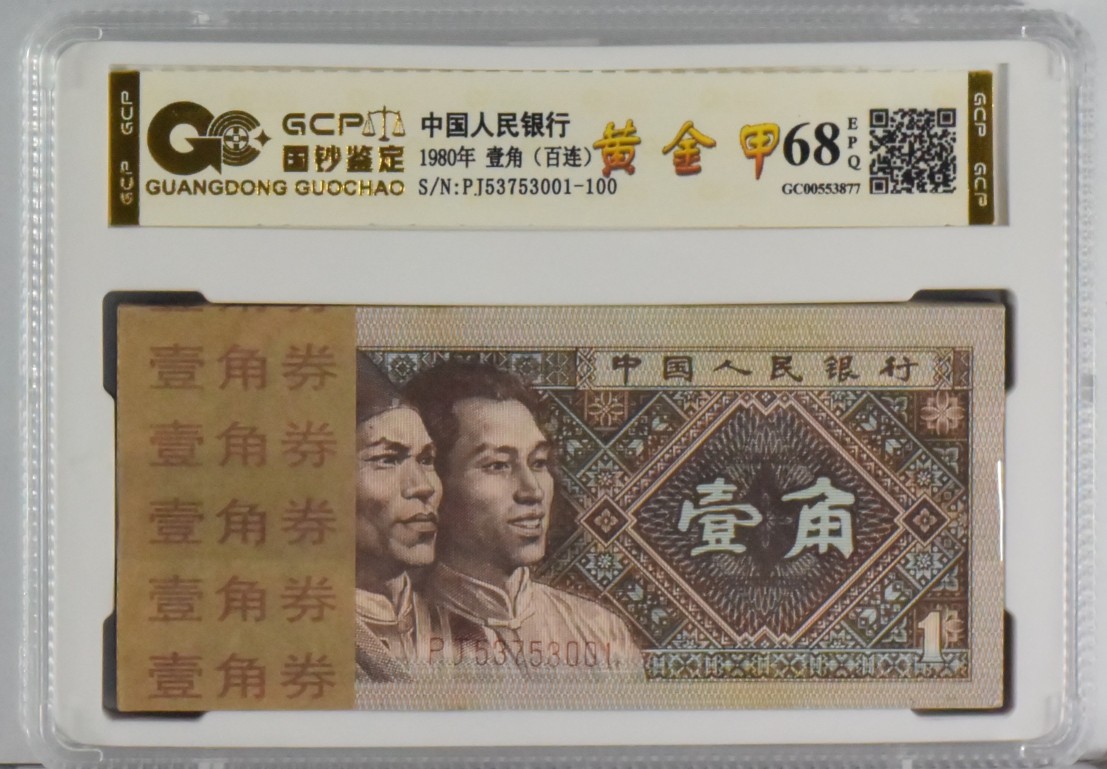 GCP GCP
GCP
国钞鉴定
GUANGDONG GUOCHAO
中国人民银行
1980年 壹角（百连）
S/N:PJ53753001-100
黄金甲
68
EPQ
GC00553877
GCP GCP
壹角券
壹角券
壹角券
壹角券
壹角券
壹角券
中国人民银行
壹角
PJ53753001
1